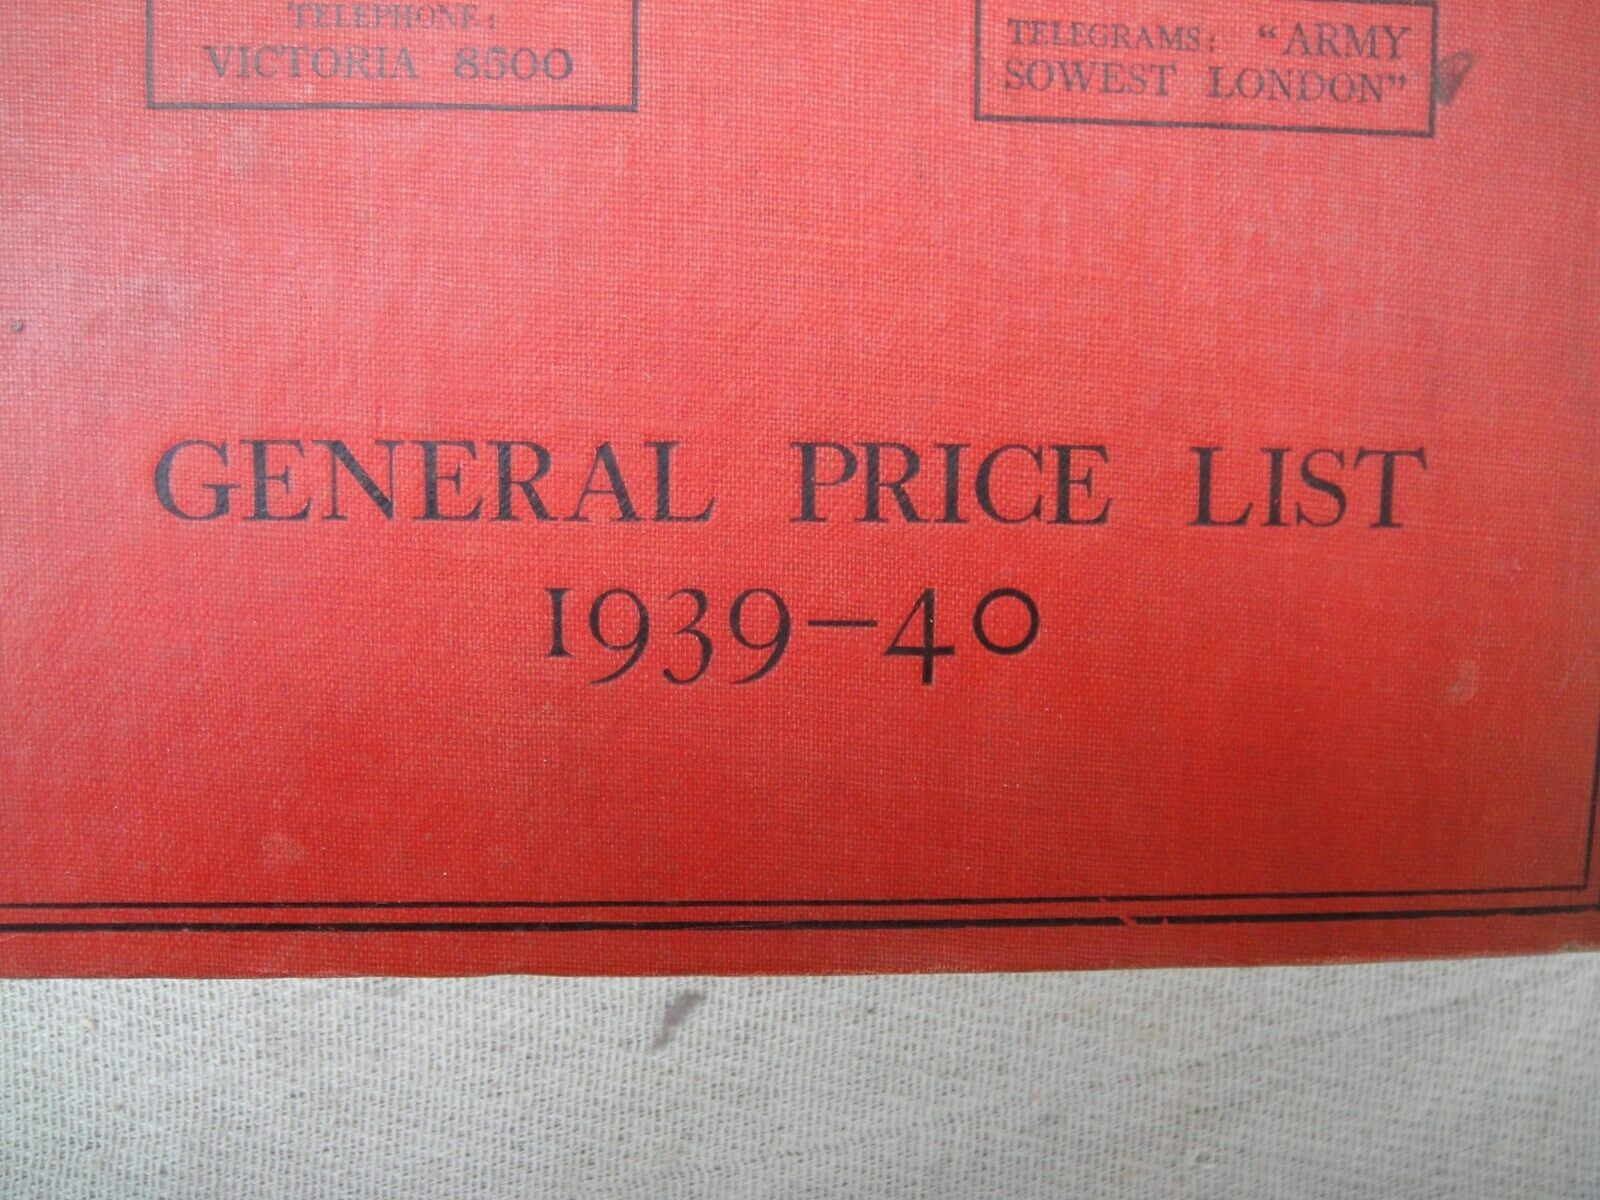 TELEPHONE:
VICTORIA 8500
TELEGRAMS: "ARMY
SOWEST LONDON"
GENERAL PRICE LIST
1939–40